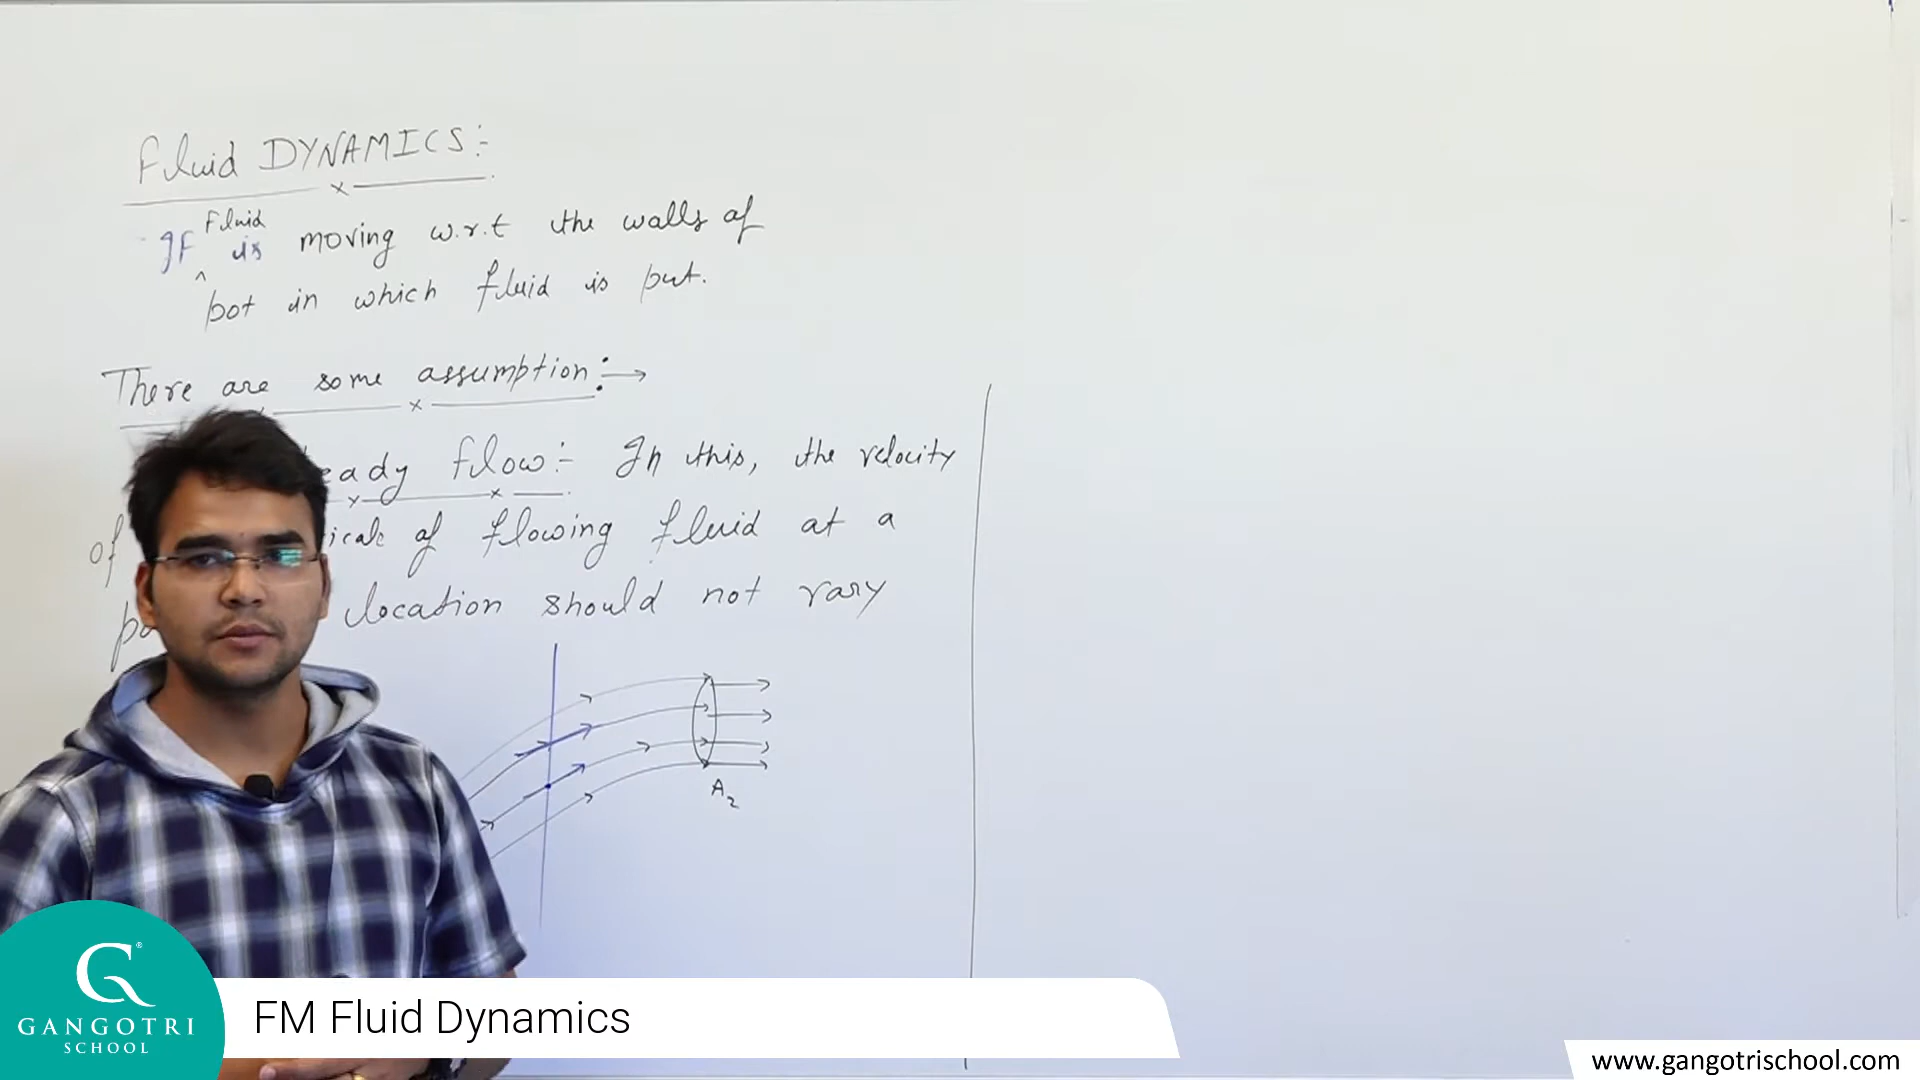 Fluid DYNAMICS:-
Fluid
If is moving w.r.t the walls of
^
pot in which fluid is put.
There are some assumption:→
flow:- In this, the velocity
of of flowing fluid at a
location should not vary
A2
GANGOTRI
SCHOOL
FM Fluid Dynamics
www.gangotrischool.com